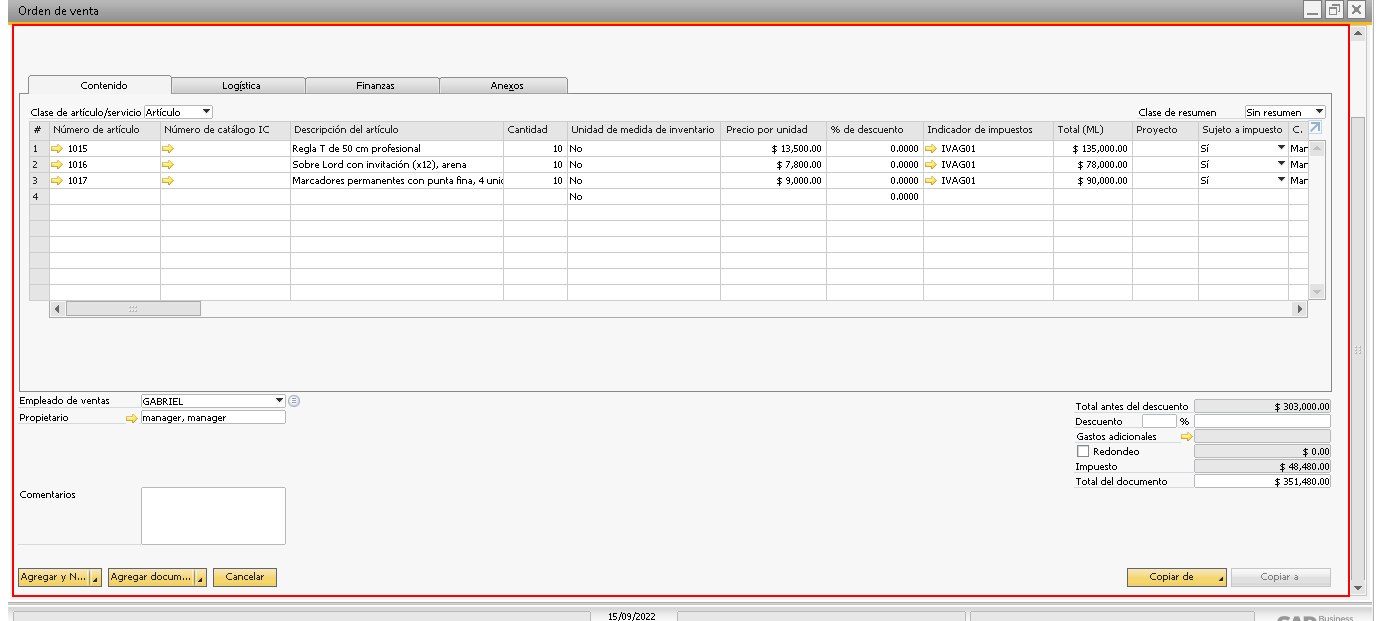 Orden de venta
Contenido Logística Finanzas Anexos
Clase de artículo/servicio Artículo Clase de resumen Sin resumen
# Número de artículo Número de catálogo IC Descripción del artículo Cantidad Unidad de medida de inventario Precio por unidad % de descuento Indicador de impuestos Total (ML) Proyecto Sujeto a impuesto C.
1 1015 Regla T de 50 cm profesional 10 No $ 13,500.00 0.0000 IVAG01 $ 135,000.00 Sí Mar
2 1016 Sobre Lord con invitación (x12), arena 10 No $ 7,800.00 0.0000 IVAG01 $ 78,000.00 Sí Mar
3 1017 Marcadores permanentes con punta fina, 4 unic 10 No $ 9,000.00 0.0000 IVAG01 $ 90,000.00 Sí Mar
4 No 0.0000
Empleado de ventas GABRIEL
Propietario manager, manager
Total antes del descuento $ 303,000.00
Descuento %
Gastos adicionales
Redondeo $ 0.00
Impuesto $ 48,480.00
Total del documento $ 351,480.00
Comentarios
Agregar y N... Agregar docum... Cancelar Copiar de Copiar a
15/09/2022 SAP Business